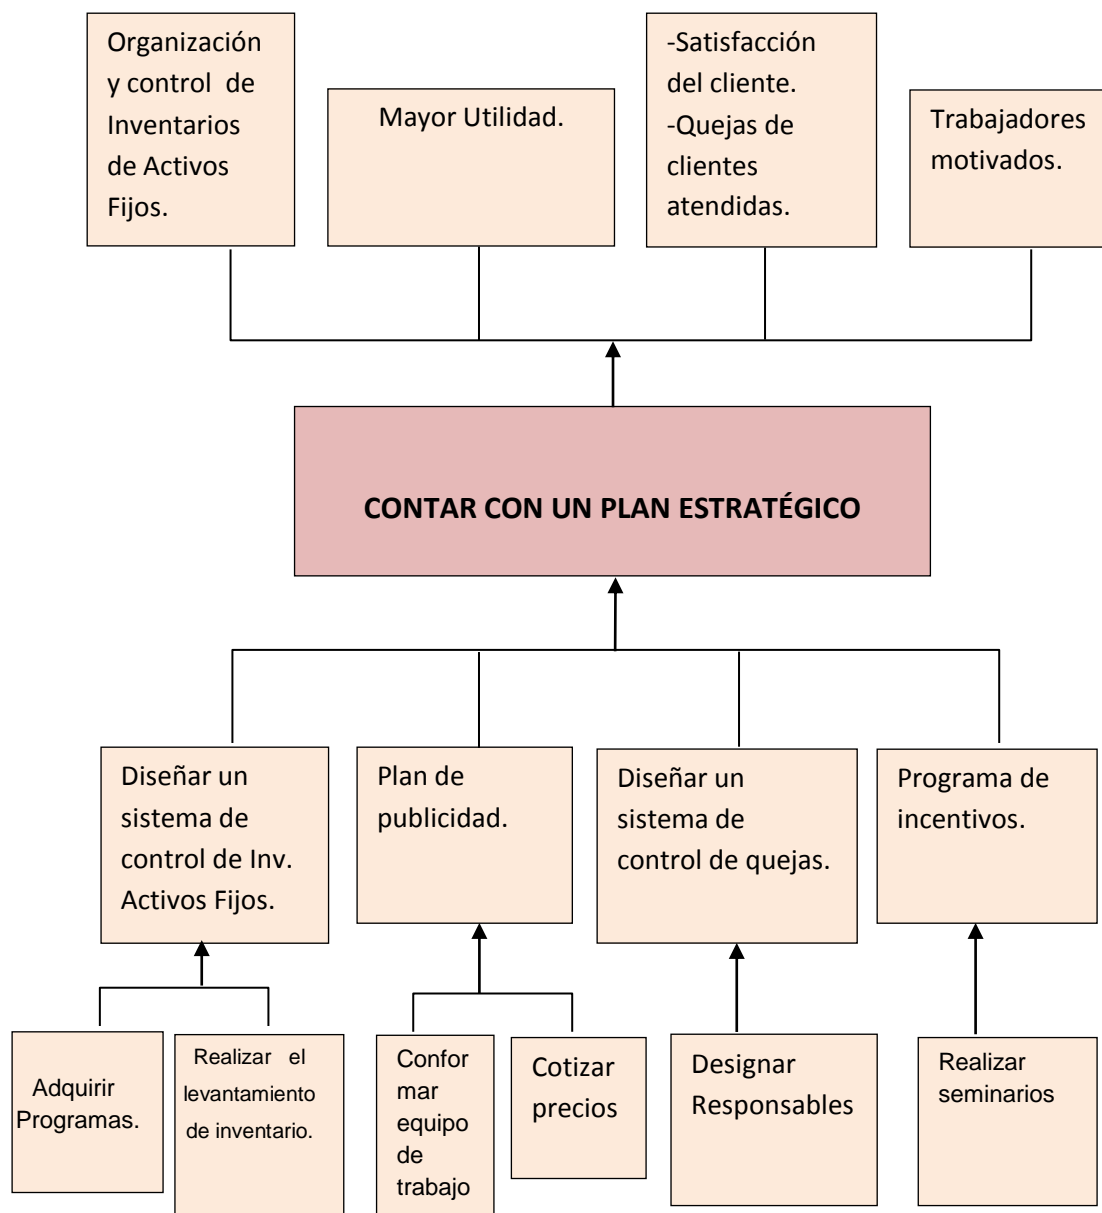 Organización
y control de
Inventarios
de Activos
Fijos.
Mayor Utilidad.
-Satisfacción
del cliente.
-Quejas de
clientes
atendidas.
Trabajadores
motivados.
CONTAR CON UN PLAN ESTRATÉGICO
Diseñar un
sistema de
control de Inv.
Activos Fijos.
Plan de
publicidad.
Diseñar un
sistema de
control de quejas.
Programa de
incentivos.
Adquirir
Programas.
Realizar el
levantamiento
de inventario.
Confor
mar
equipo
de
trabajo
Cotizar
precios
Designar
Responsables
Realizar
seminarios